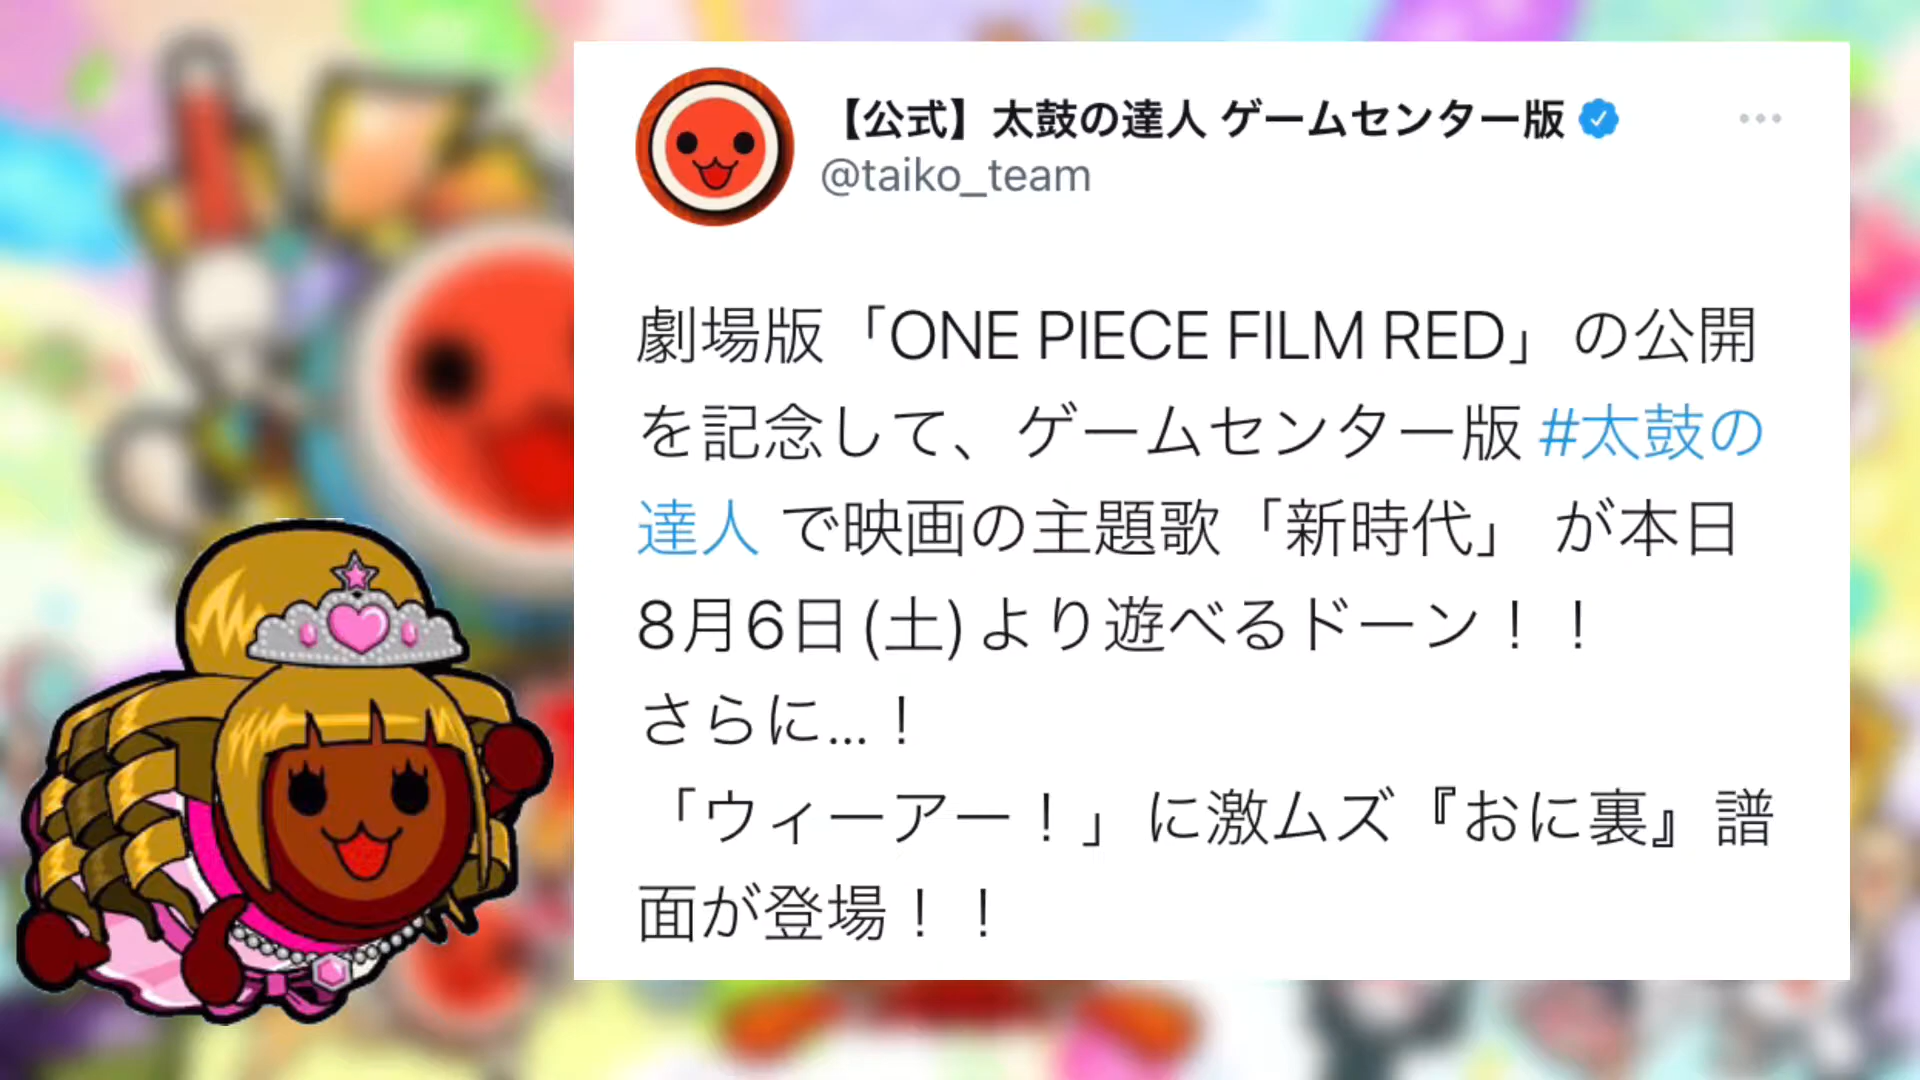 【公式】太鼓の達人 ゲームセンター版
@taiko_team
劇場版「ONE PIECE FILM RED」の公開
を記念して、ゲームセンター版 #太鼓の
達人 で映画の主題歌「新時代」 が本日
8月6日(土)より遊べるドーン！！
さらに...！
「ウィーアー！」に激ムズ『おに裏』譜
面が登場！！